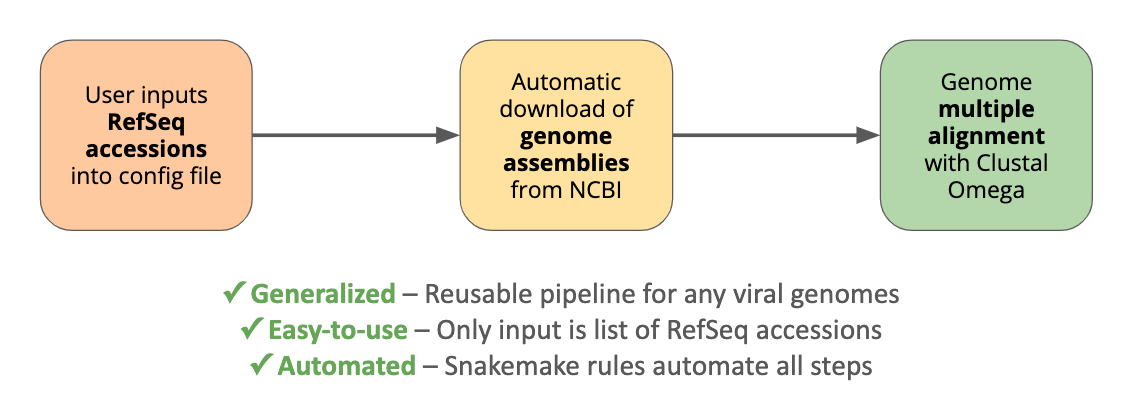 User inputs
RefSeq
accessions
into config file
Automatic
download of
genome
assemblies
from NCBI
Genome
multiple
alignment
with Clustal
Omega
✓ Generalized – Reusable pipeline for any viral genomes
✓ Easy-to-use – Only input is list of RefSeq accessions
✓ Automated – Snakemake rules automate all steps